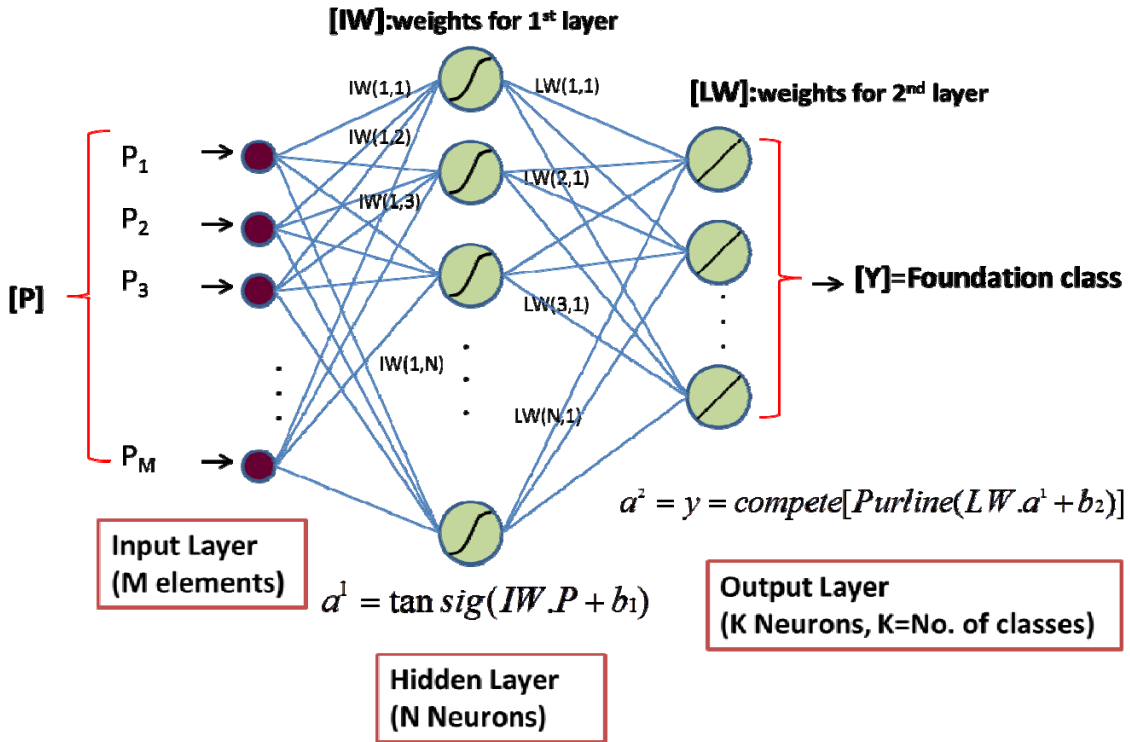 [IW]:weights for 1st layer
IW(1,1)
LW(1,1)
[LW]:weights for 2nd layer
IW(1,2)
P1
LW(2,1)
IW(1,3)
P2
P3
[P]
[Y]=Foundation class
LW(3,1)
IW(1,N)
LW(N,1)
PM
a² = y = compete[Purline(LW.a¹ + b₂)]
Input Layer
(M elements)
a¹ = tan sig(IW.P + b₁)
Output Layer
(K Neurons, K=No. of classes)
Hidden Layer
(N Neurons)